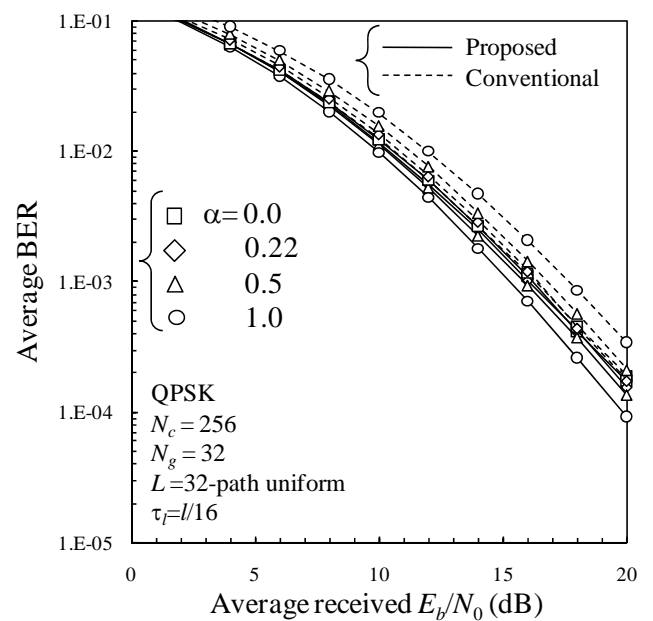 1.E-01
1.E-02
1.E-03
1.E-04
1.E-05
Average BER
Proposed
Conventional
α= 0.0
0.22
0.5
1.0
QPSK
N_c = 256
N_g = 32
L =32-path uniform
τ_l=l/16
0 5 10 15 20
Average received E_b/N_0 (dB)